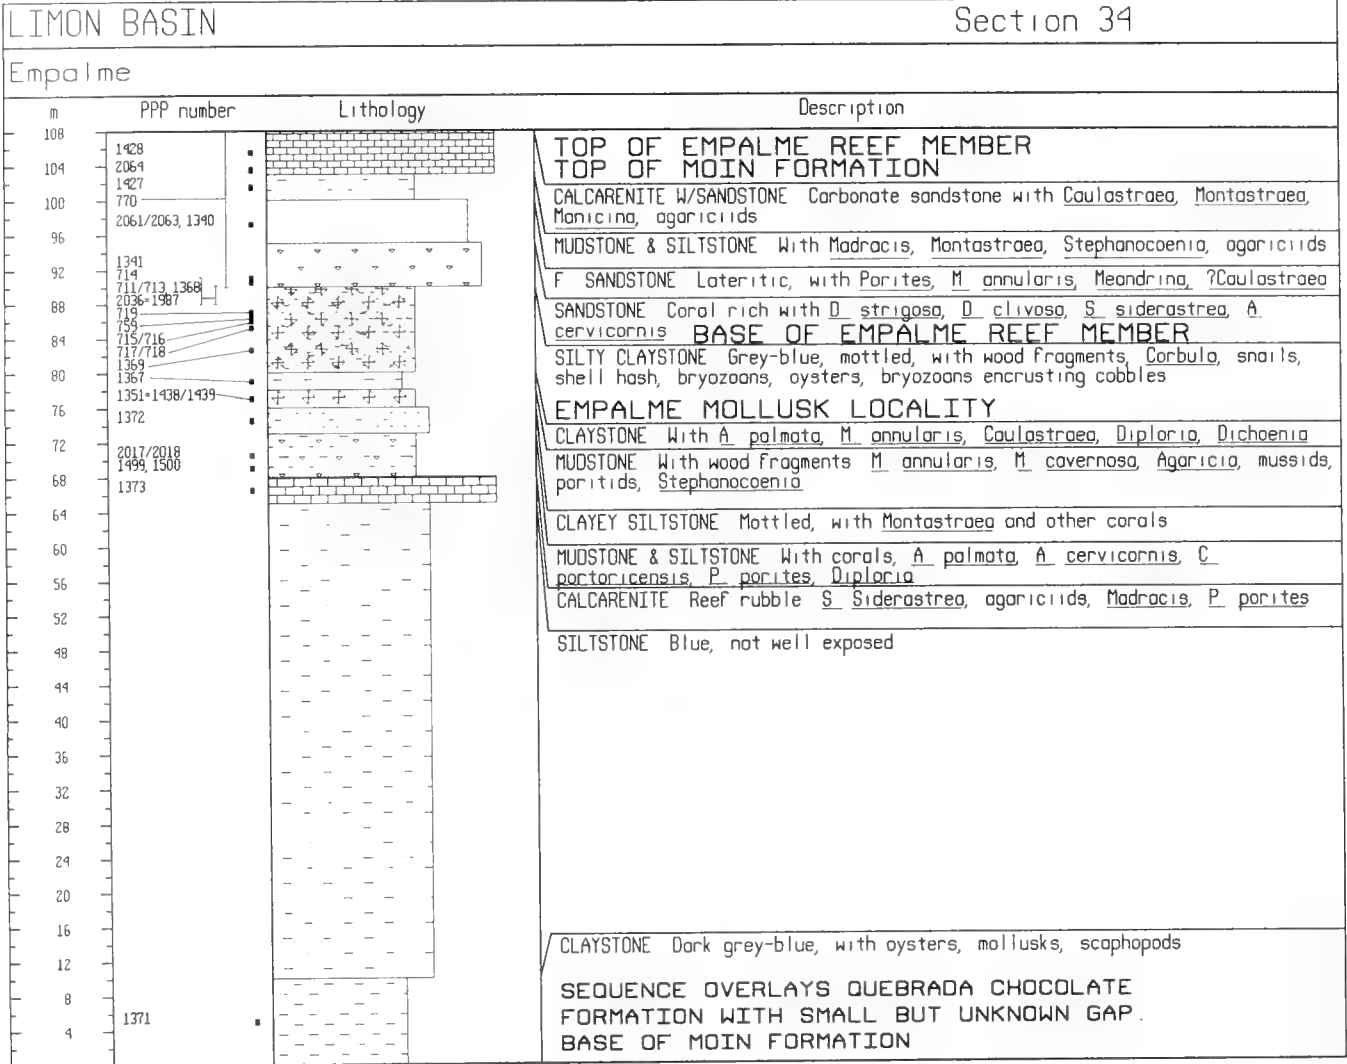 LIMON BASIN Section 34
Empalme
m PPP number Lithology Description
108
104
100
96
92
88
84
80
76
72
68
64
60
56
52
48
44
40
36
32
28
24
20
16
12
8
4
1428
2064
1427
770
2061/2063, 1340
1341
714
711/713, 1368
2036=1987
719
759
715/716
717/718
1369
1367
1351=1438/1439
1372
2017/2018
1499, 1500
1373
1371
TOP OF EMPALME REEF MEMBER
TOP OF MOIN FORMATION
CALCARENITE W/SANDSTONE Carbonate sandstone with Caulastraea, Montastraea,
Manicina, agariciids
MUDSTONE & SILTSTONE With Madracis, Montastraea, Stephanocoenia, agariciids
F SANDSTONE Lateritic, with Porites, M annularis, Meandrina, ?Caulastraea
SANDSTONE Coral rich with D strigosa, D clivosa, S siderastrea, A
cervicornis BASE OF EMPALME REEF MEMBER
SILTY CLAYSTONE Grey-blue, mottled, with wood fragments, Corbula, snails,
shell hash, bryozoans, oysters, bryozoans encrusting cobbles
EMPALME MOLLUSK LOCALITY
CLAYSTONE With A palmata, M annularis, Caulastraea, Diploria, Dichoenia
MUDSTONE With wood fragments M annularis, M cavernosa, Agaricia, mussids,
poritids, Stephanocoenia
CLAYEY SILTSTONE Mottled, with Montastraea and other corals
MUDSTONE & SILTSTONE With corals, A palmata, A cervicornis, C
portoricensis, P porites, Diploria
CALCARENITE Reef rubble S Siderastrea, agariciids, Madracis, P porites
SILTSTONE Blue, not well exposed
CLAYSTONE Dark grey-blue, with oysters, mollusks, scaphopods
SEQUENCE OVERLAYS QUEBRADA CHOCOLATE
FORMATION WITH SMALL BUT UNKNOWN GAP.
BASE OF MOIN FORMATION